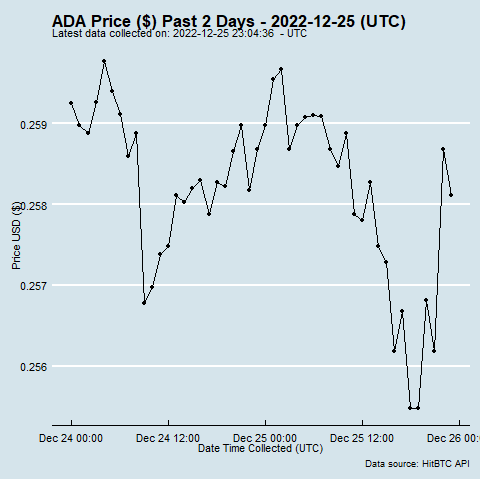 ADA Price ($) Past 2 Days - 2022-12-25 (UTC)
Latest data collected on: 2022-12-25 23:04:36 - UTC
0.259
0.258
0.257
0.256
Price USD ($)
Dec 24 00:00 Dec 24 12:00 Dec 25 00:00 Dec 25 12:00 Dec 26 00:0
Date Time Collected (UTC)
Data source: HitBTC API